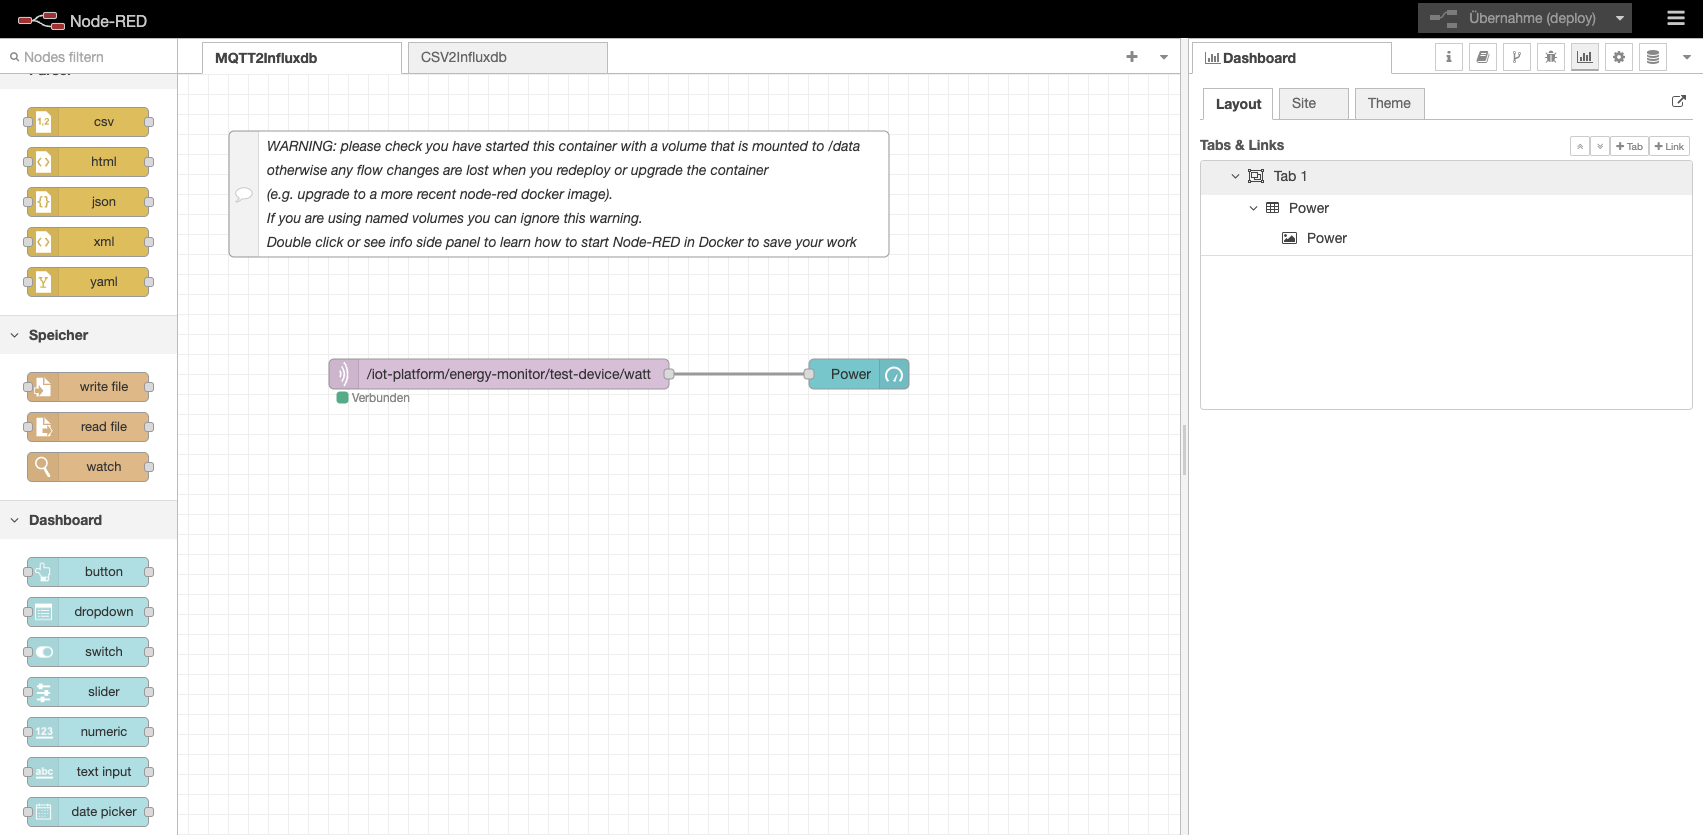 Node-RED
Übernahme (deploy)
Nodes filtern
MQTT2Influxdb
CSV2Influxdb
Dashboard
Parser
csv
html
json
xml
yaml
Speicher
write file
read file
watch
Dashboard
button
dropdown
switch
slider
numeric
text input
date picker
WARNING: please check you have started this container with a volume that is mounted to /data
otherwise any flow changes are lost when you redeploy or upgrade the container
(e.g. upgrade to a more recent node-red docker image).
If you are using named volumes you can ignore this warning.
Double click or see info side panel to learn how to start Node-RED in Docker to save your work
/iot-platform/energy-monitor/test-device/watt
Verbunden
Power
Layout
Site
Theme
Tabs & Links
Tab
Link
Tab 1
Power
Power